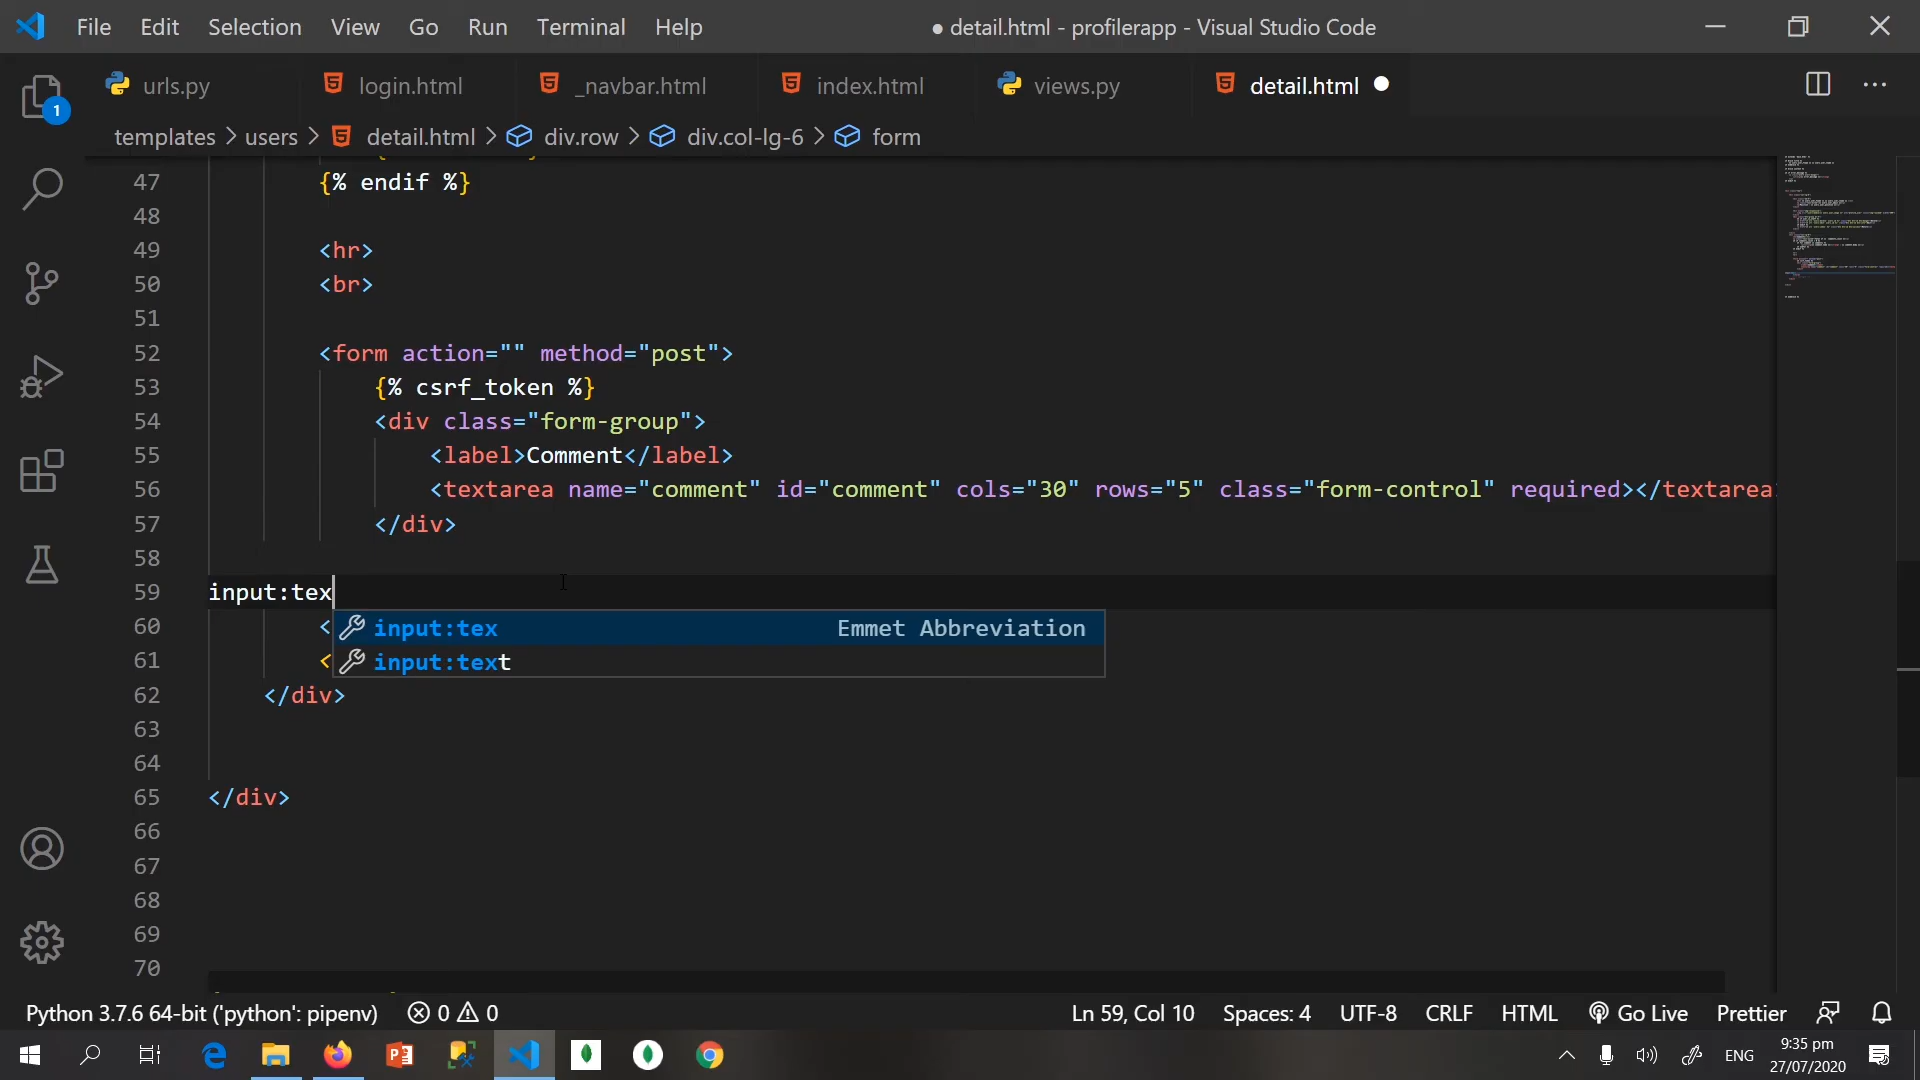 File Edit Selection View Go Run Terminal Help ● detail.html - profilerapp - Visual Studio Code
urls.py login.html _navbar.html index.html views.py detail.html
templates > users > detail.html > div.row > div.col-lg-6 > form
1
47 {% endif %}
48
49 <hr>
50 <br>
51
52 <form action="" method="post">
53 {% csrf_token %}
54 <div class="form-group">
55 <label>Comment</label>
56 <textarea name="comment" id="comment" cols="30" rows="5" class="form-control" required></textarea
57 </div>
58
59 input:tex
60 <
input:tex Emmet Abbreviation
61 <
input:text
62 </div>
63
64
65 </div>
66
67
68
69
70
Python 3.7.6 64-bit ('python': pipenv) 0 0 Ln 59, Col 10 Spaces: 4 UTF-8 CRLF HTML Go Live Prettier
ENG 9:35 pm
27/07/2020